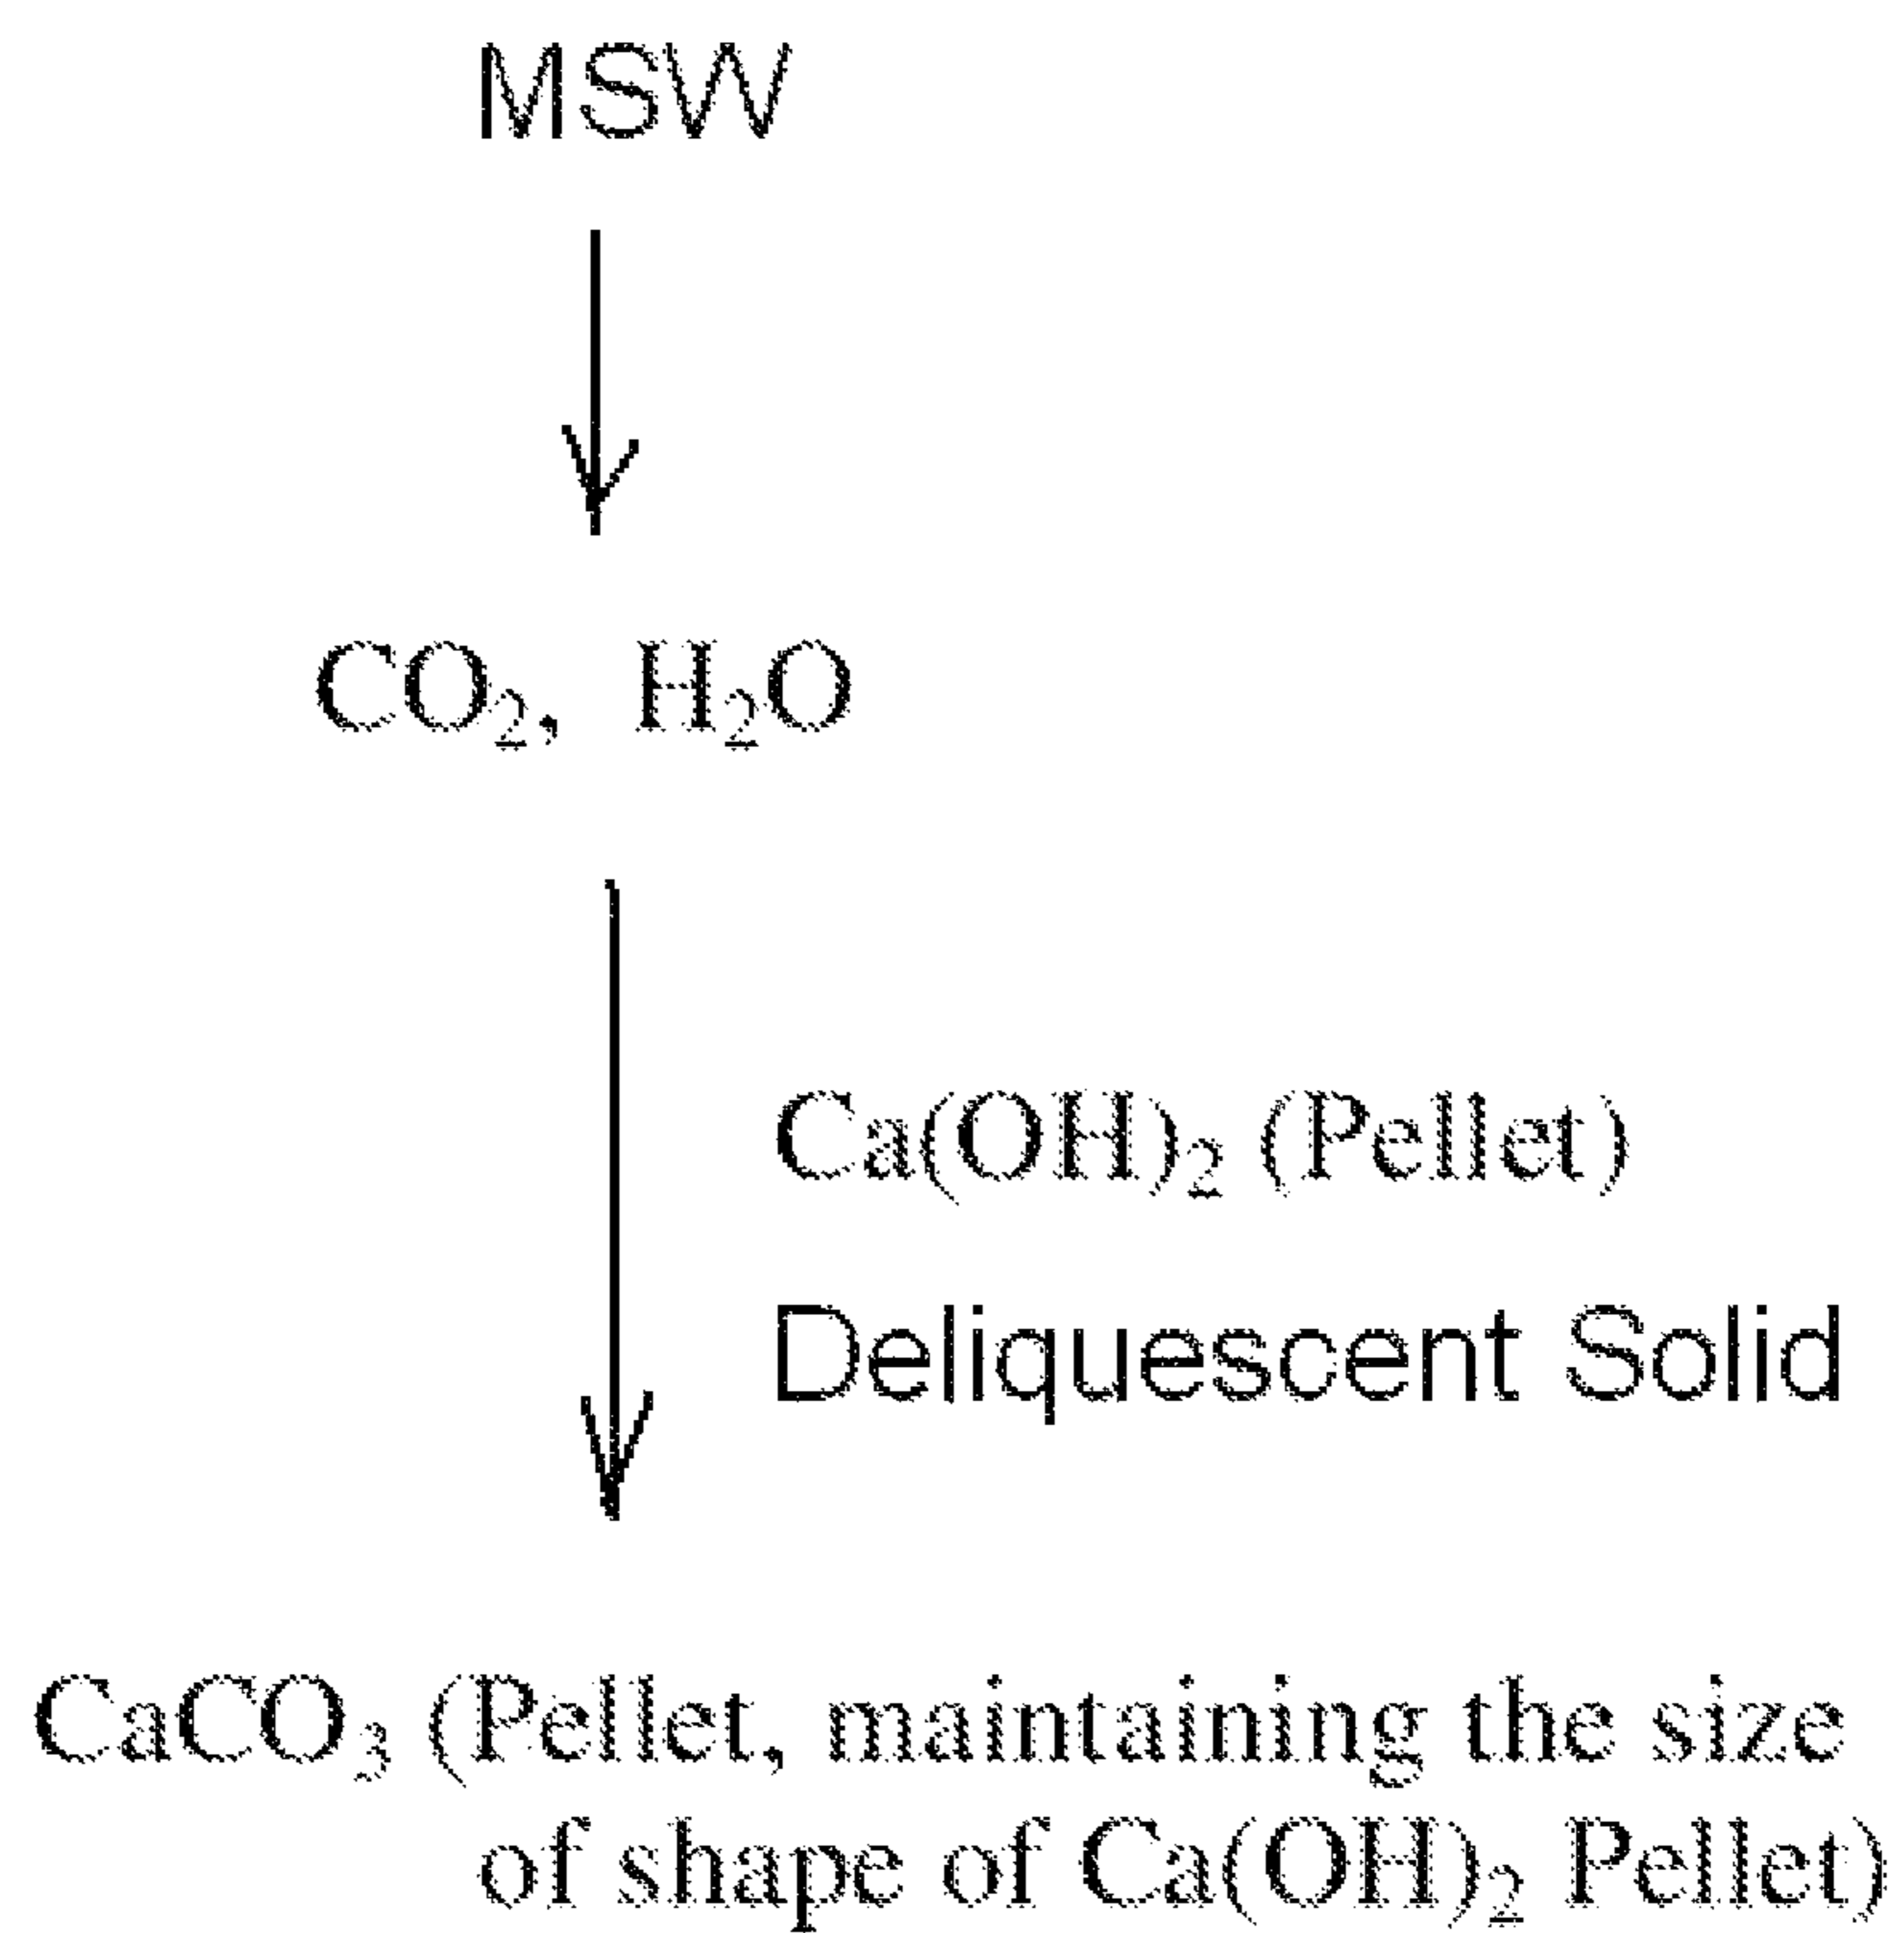 MSW
CO₂, H₂O
Ca(OH)₂ (Pellet)
Deliquescent Solid
CaCO₃ (Pellet, maintaining the size
of shape of Ca(OH)₂ Pellet)